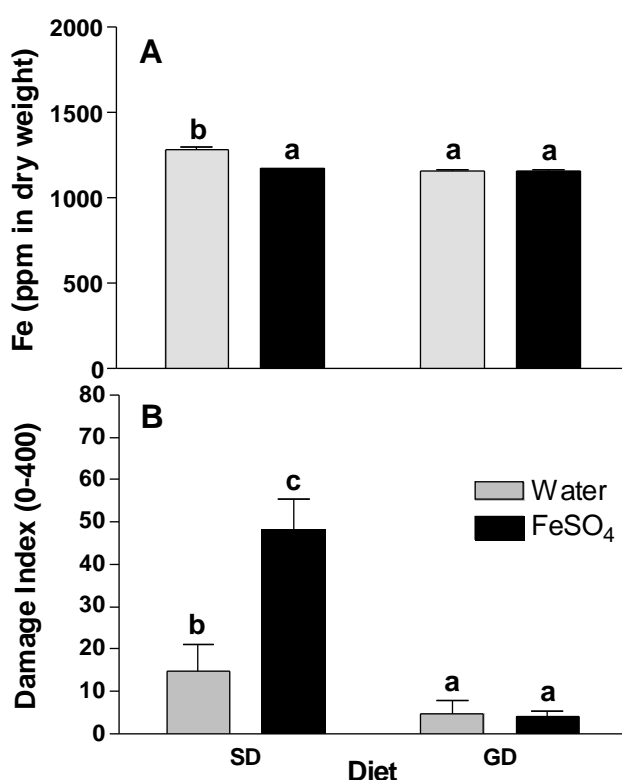 2000
A
Fe (ppm in dry weight)
1500
b
a
a
a
1000
500
0
80
B
Damage Index (0-400)
70
60
c
Water
50
FeSO₄
40
30
b
20
a
a
10
0
SD
GD
Diet